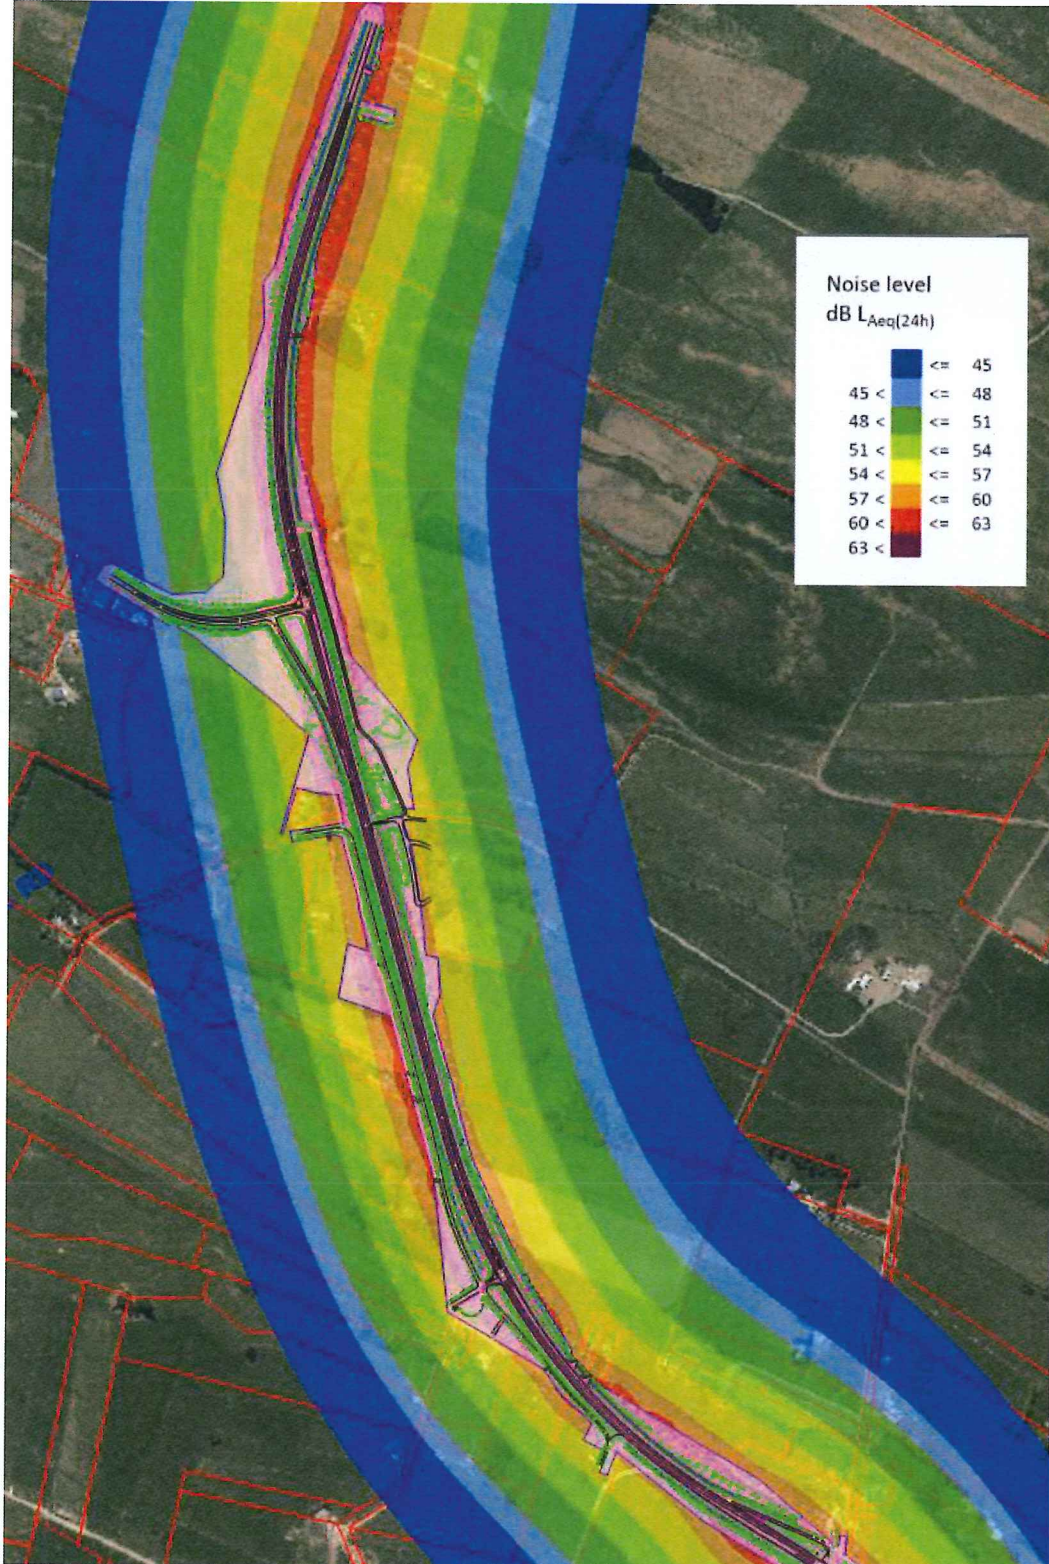 Noise level
dB LAeq(24h)
<= 45
45 < <= 48
48 < <= 51
51 < <= 54
54 < <= 57
57 < <= 60
60 < <= 63
63 <